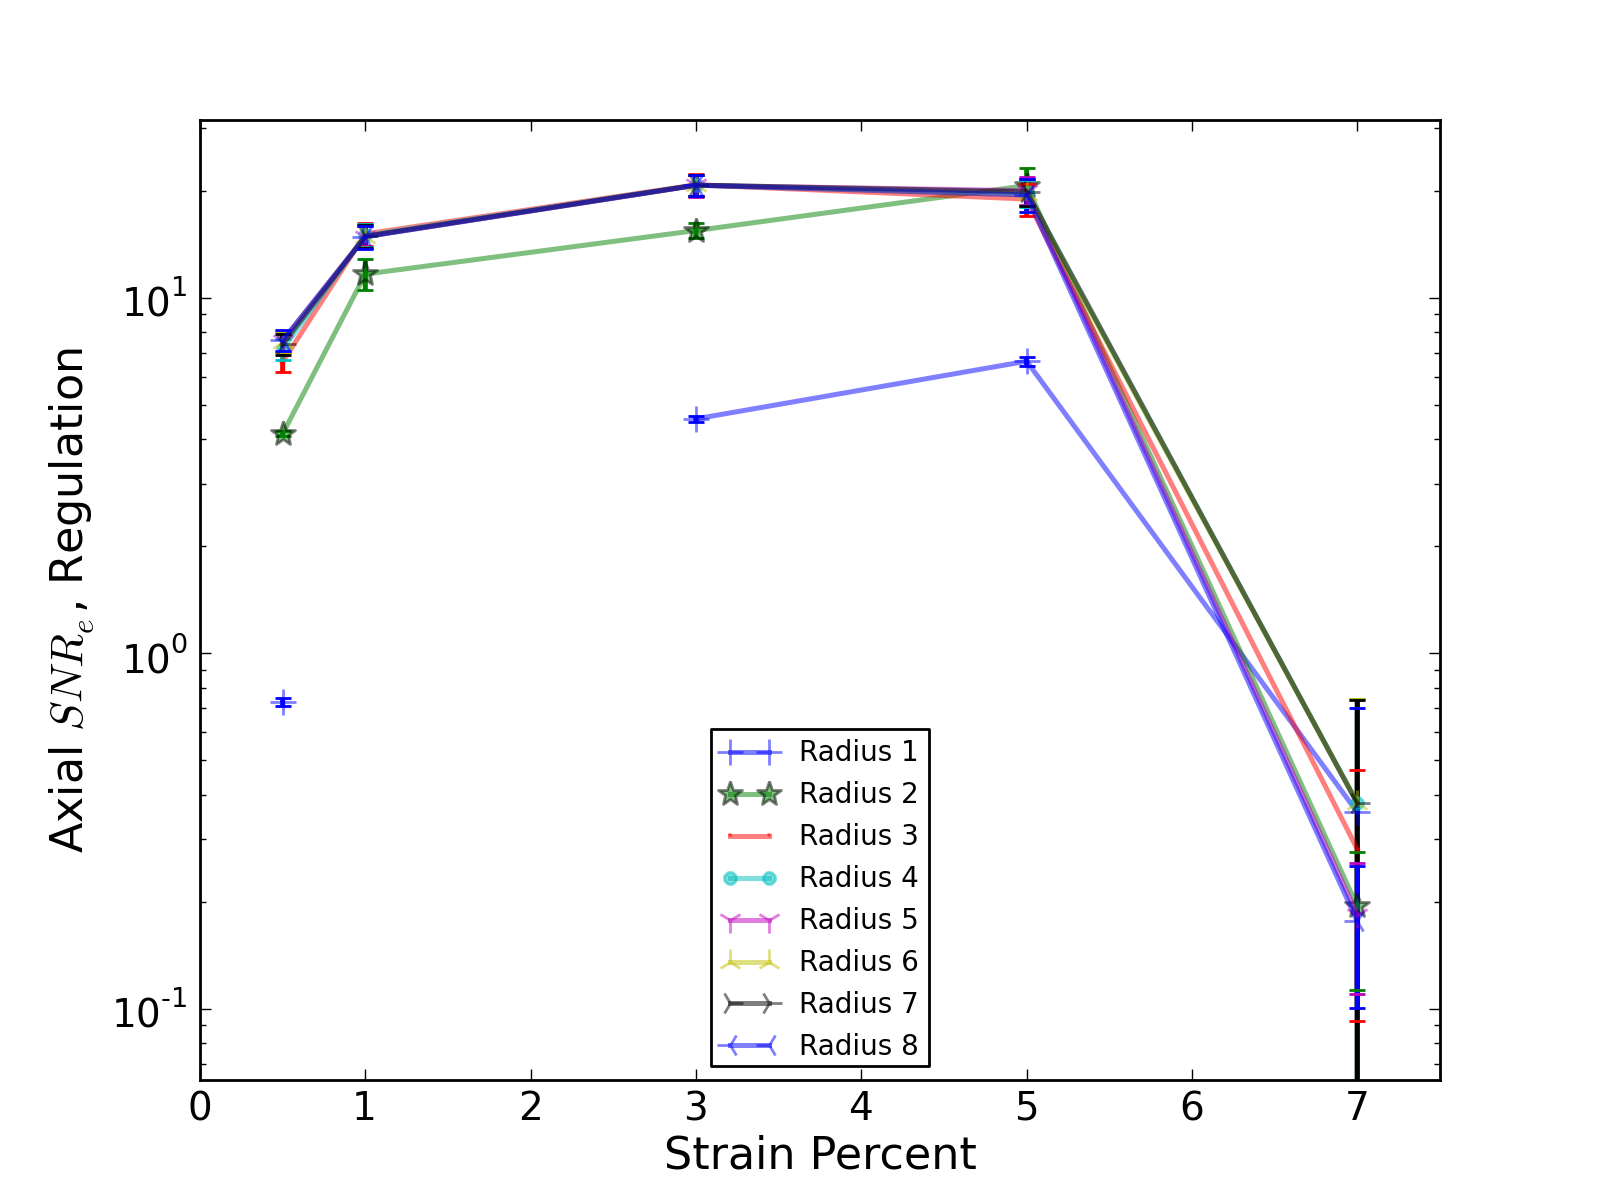 Axial SNR_e, Regulation
10^1
10^0
10^-1
Radius 1
Radius 2
Radius 3
Radius 4
Radius 5
Radius 6
Radius 7
Radius 8
0 1 2 3 4 5 6 7
Strain Percent